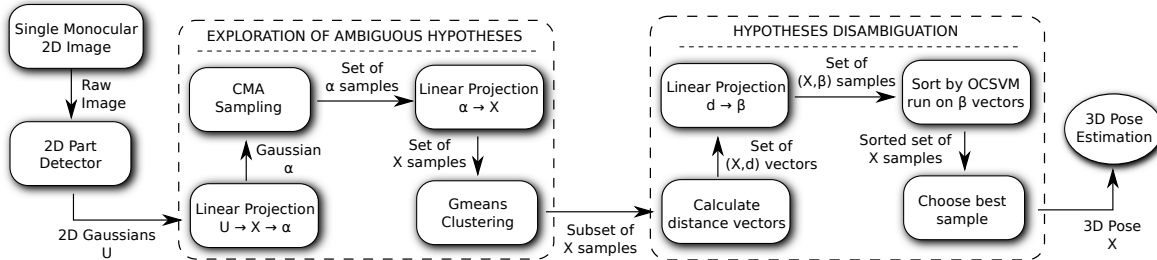 Single Monocular
2D Image
Raw
Image
2D Part
Detector
2D Gaussians
U
EXPLORATION OF AMBIGUOUS HYPOTHESES
Linear Projection
U → X → α
Gaussian
α
CMA
Sampling
Set of
α samples
Linear Projection
α → X
Set of
X samples
Gmeans
Clustering
Subset of
X samples
HYPOTHESES DISAMBIGUATION
Calculate
distance vectors
Set of
(X,d) vectors
Linear Projection
d → β
Set of
(X,β) samples
Sort by OCSVM
run on β vectors
Sorted set of
X samples
Choose best
sample
3D Pose
X
3D Pose
Estimation